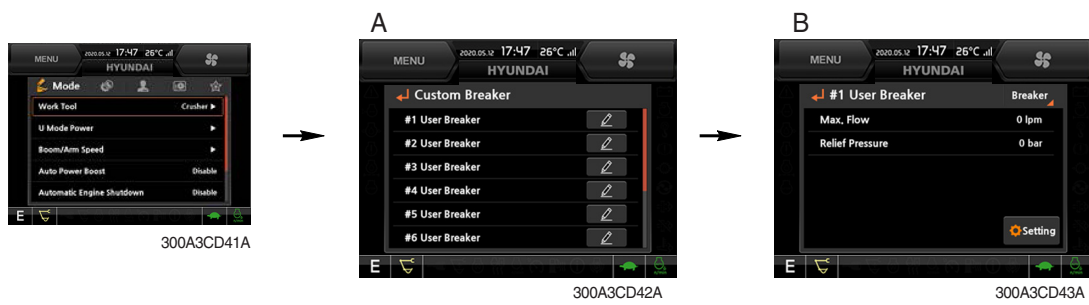 MENU 2020.05.12 17:47 26°C
HYUNDAI
Mode
Work Tool Crusher ▶
U Mode Power ▶
Boom/Arm Speed ▶
Auto Power Boost Disable
Automatic Engine Shutdown Disable
E
300A3CD41A
A
MENU 2020.05.12 17:47 26°C
HYUNDAI
Custom Breaker
#1 User Breaker
#2 User Breaker
#3 User Breaker
#4 User Breaker
#5 User Breaker
#6 User Breaker
E
300A3CD42A
B
MENU 2020.05.12 17:47 26°C
HYUNDAI
#1 User Breaker Breaker
Max, Flow 0 lpm
Relief Pressure 0 bar
Setting
E
300A3CD43A